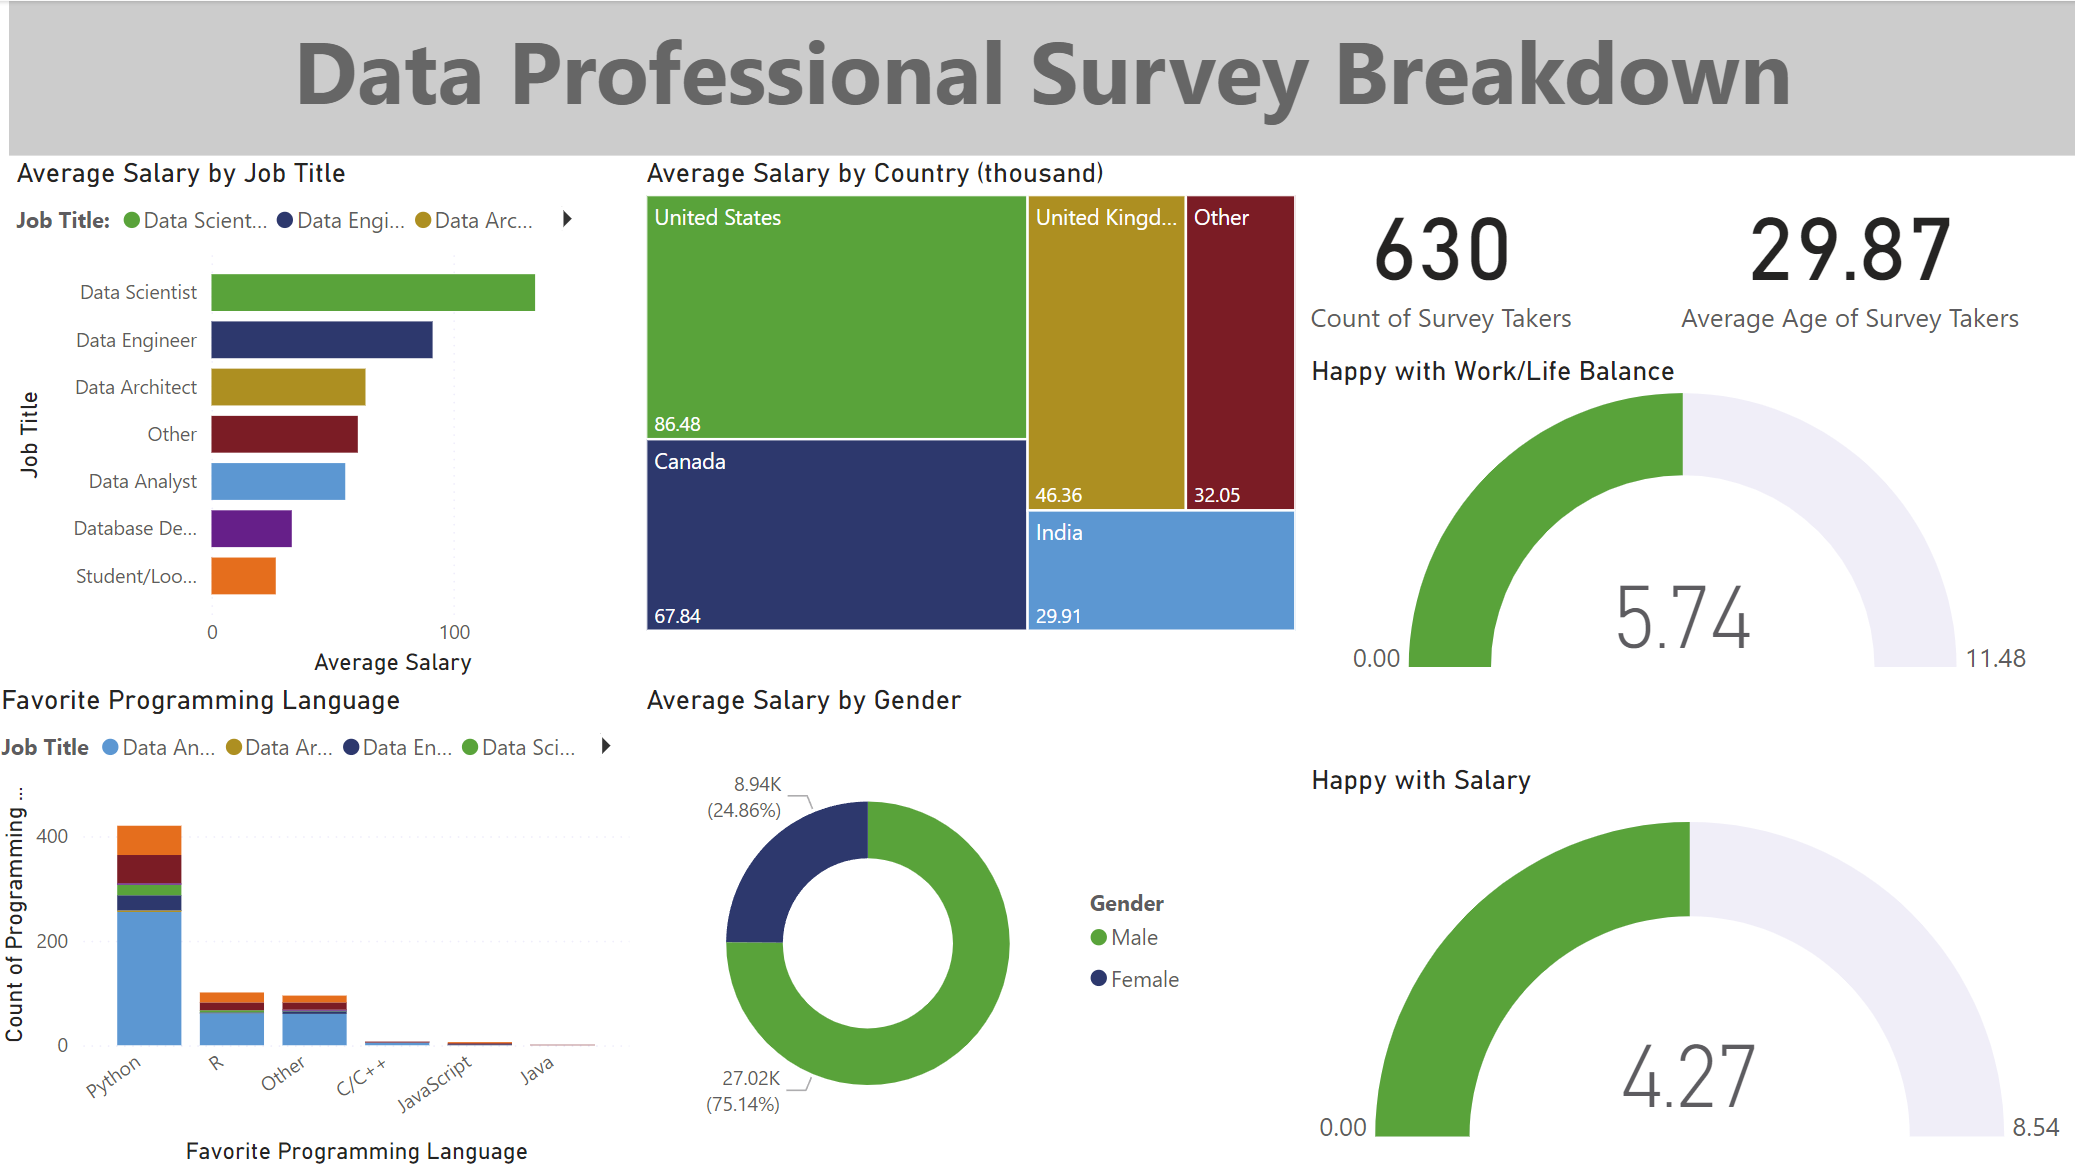 Data Professional Survey Breakdown
Average Salary by Job Title
Job Title: Data Scient... Data Engi... Data Arc...
Job Title
Data Scientist
Data Engineer
Data Architect
Other
Data Analyst
Database De...
Student/Loo...
0 100
Average Salary
Average Salary by Country (thousand)
United States
86.48
Canada
67.84
United Kingd...
46.36
Other
32.05
India
29.91
630
Count of Survey Takers
29.87
Average Age of Survey Takers
Happy with Work/Life Balance
5.74
0.00 11.48
Favorite Programming Language
Job Title Data An... Data Ar... Data En... Data Sci...
Count of Programming ...
400
200
0
Python R Other C/C++ JavaScript Java
Favorite Programming Language
Average Salary by Gender
8.94K
(24.86%)
27.02K
(75.14%)
Gender
Male
Female
Happy with Salary
4.27
0.00 8.54